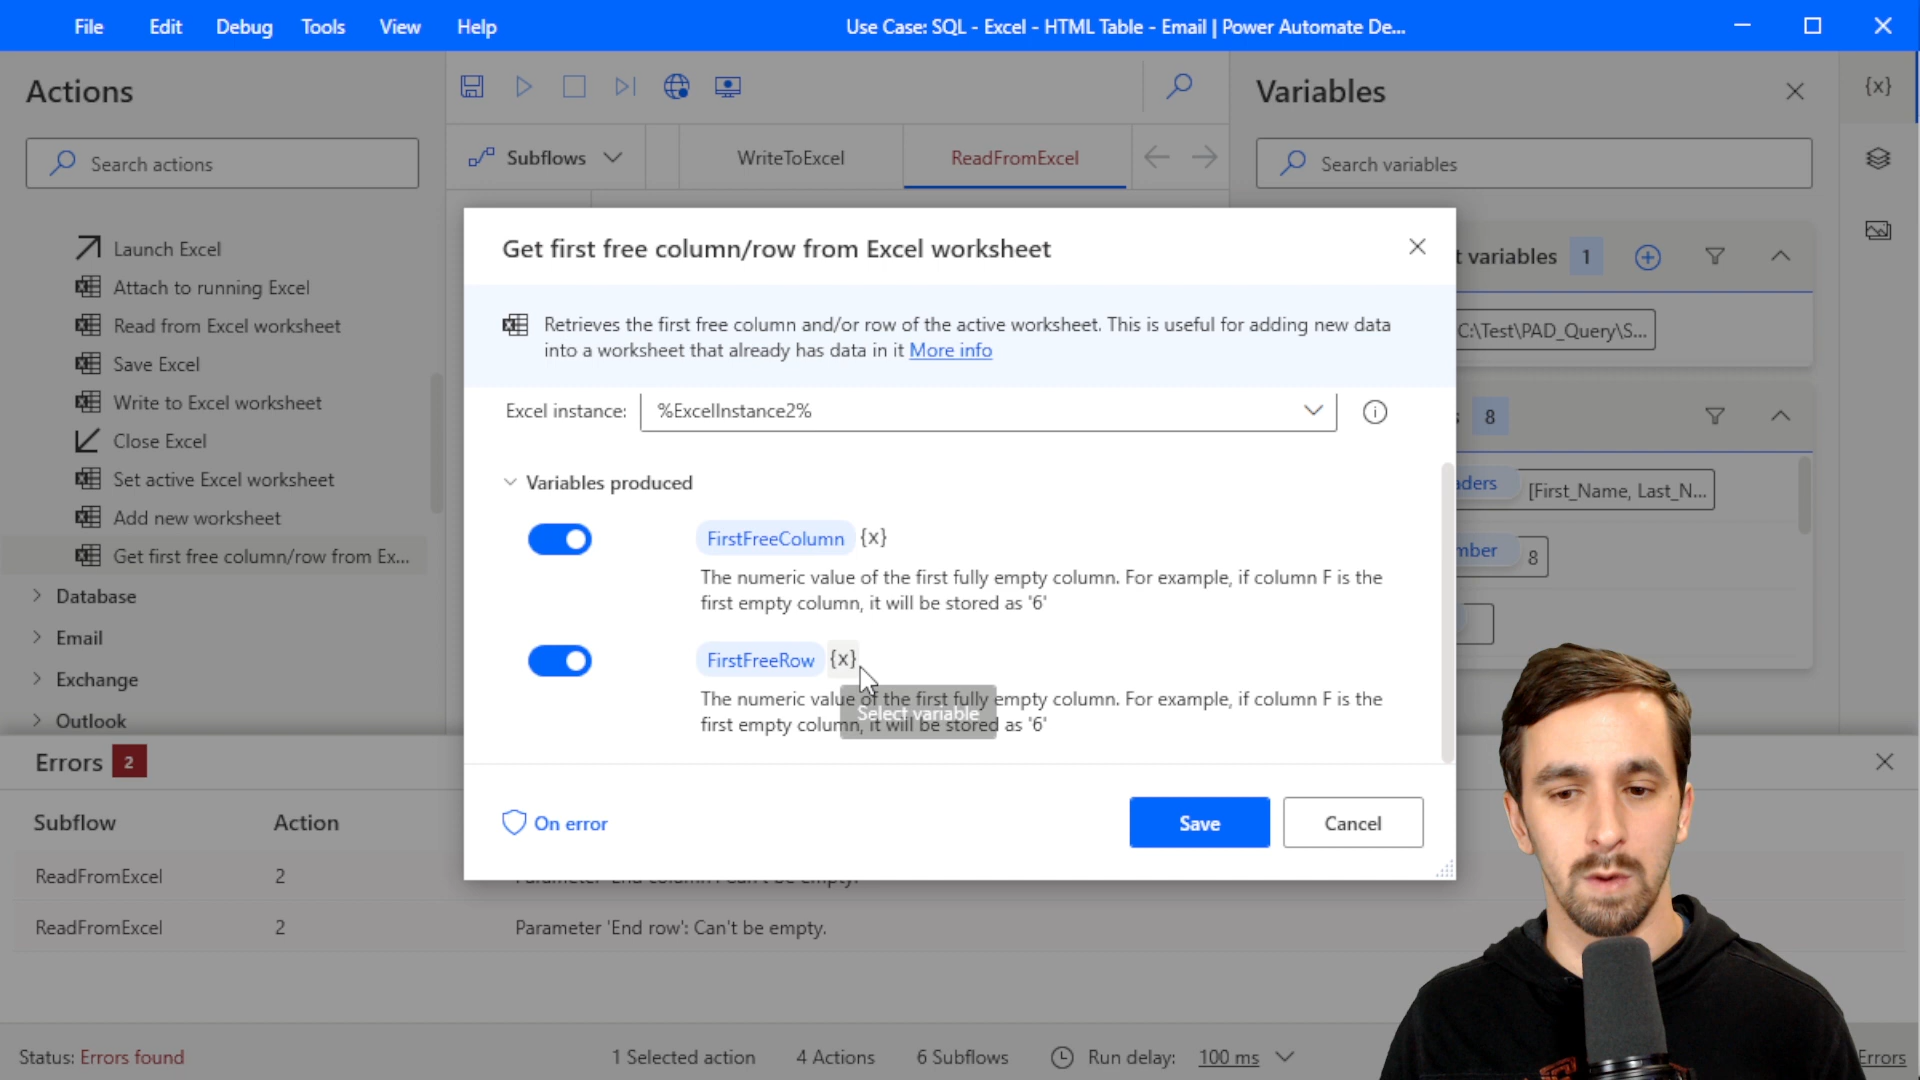 File Edit Debug Tools View Help
Use Case: SQL - Excel - HTML Table - Email | Power Automate De...
Actions
Search actions
Launch Excel
Attach to running Excel
Read from Excel worksheet
Save Excel
Write to Excel worksheet
Close Excel
Set active Excel worksheet
Add new worksheet
Get first free column/row from Ex...
Database
Email
Exchange
Outlook
Subflows
WriteToExcel
ReadFromExcel
Variables
{x}
Search variables
t variables 1
C:\Test\PAD_Query\S...
8
aders [First_Name, Last_N...
mber 8
Get first free column/row from Excel worksheet
Retrieves the first free column and/or row of the active worksheet. This is useful for adding new data
into a worksheet that already has data in it More info
Excel instance: %ExcelInstance2%
Variables produced
FirstFreeColumn {x}
The numeric value of the first fully empty column. For example, if column F is the
first empty column, it will be stored as '6'
FirstFreeRow {x}
The numeric value of the first fully empty column. For example, if column F is the
first empty column, it will be stored as '6'
Select variable
On error
Save
Cancel
Errors 2
Subflow Action
ReadFromExcel 2 Parameter 'End column': Can't be empty.
ReadFromExcel 2 Parameter 'End row': Can't be empty.
Status: Errors found
1 Selected action
4 Actions
6 Subflows
Run delay: 100 ms
Errors